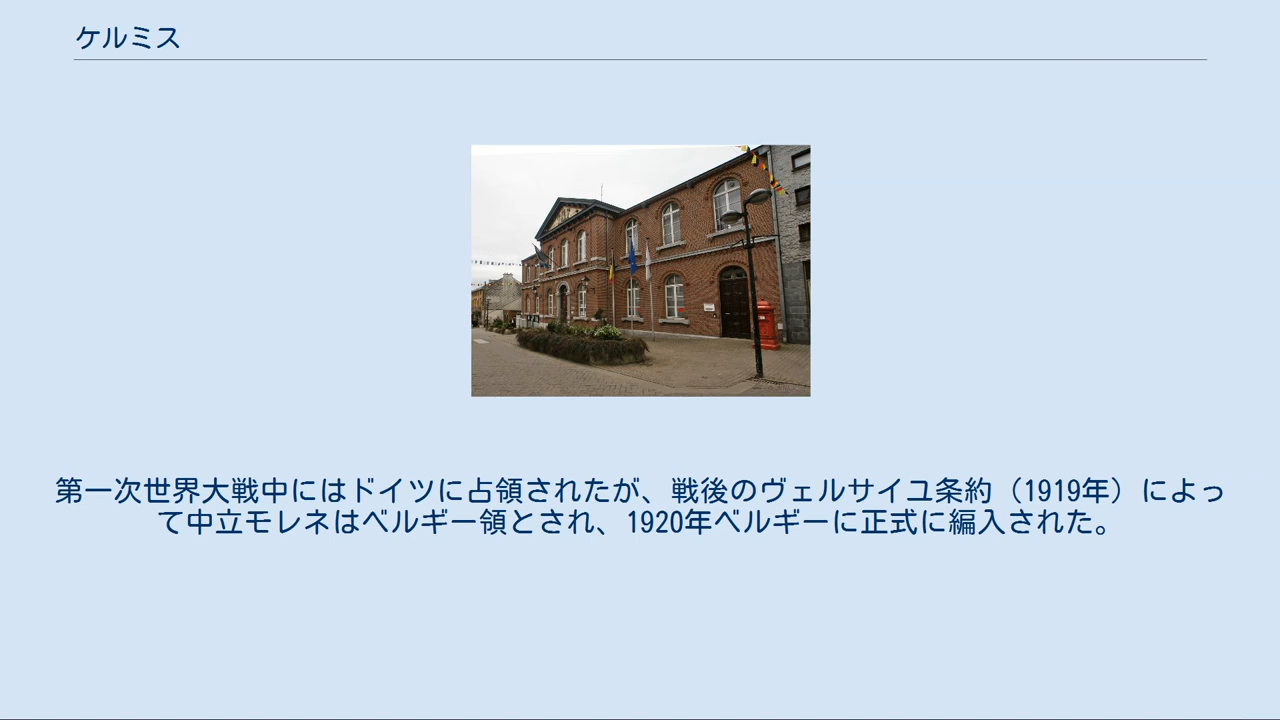 ケルミス
第一次世界大戦中にはドイツに占領されたが、戦後のヴェルサイユ条約（1919年）によっ
て中立モレネはベルギー領とされ、1920年ベルギーに正式に編入された。